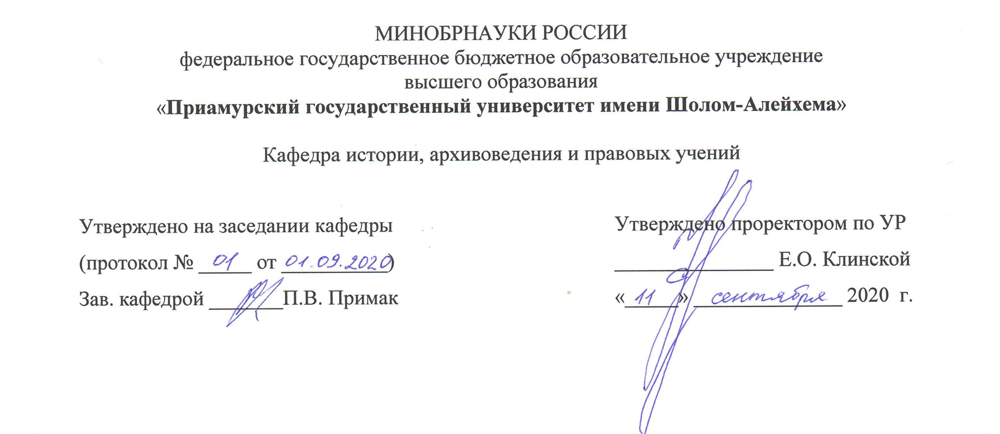 МИНОБРНАУКИ РОССИИ
федеральное государственное бюджетное образовательное учреждение
высшего образования
«Приамурский государственный университет имени Шолом-Алейхема»
Кафедра истории, архивоведения и правовых учений
Утверждено на заседании кафедры
(протокол № 01 от 01.09.2020)
Зав. кафедрой П.В. Примак
Утверждено проректором по УР
Е.О. Клинской
«11» сентября 2020 г.